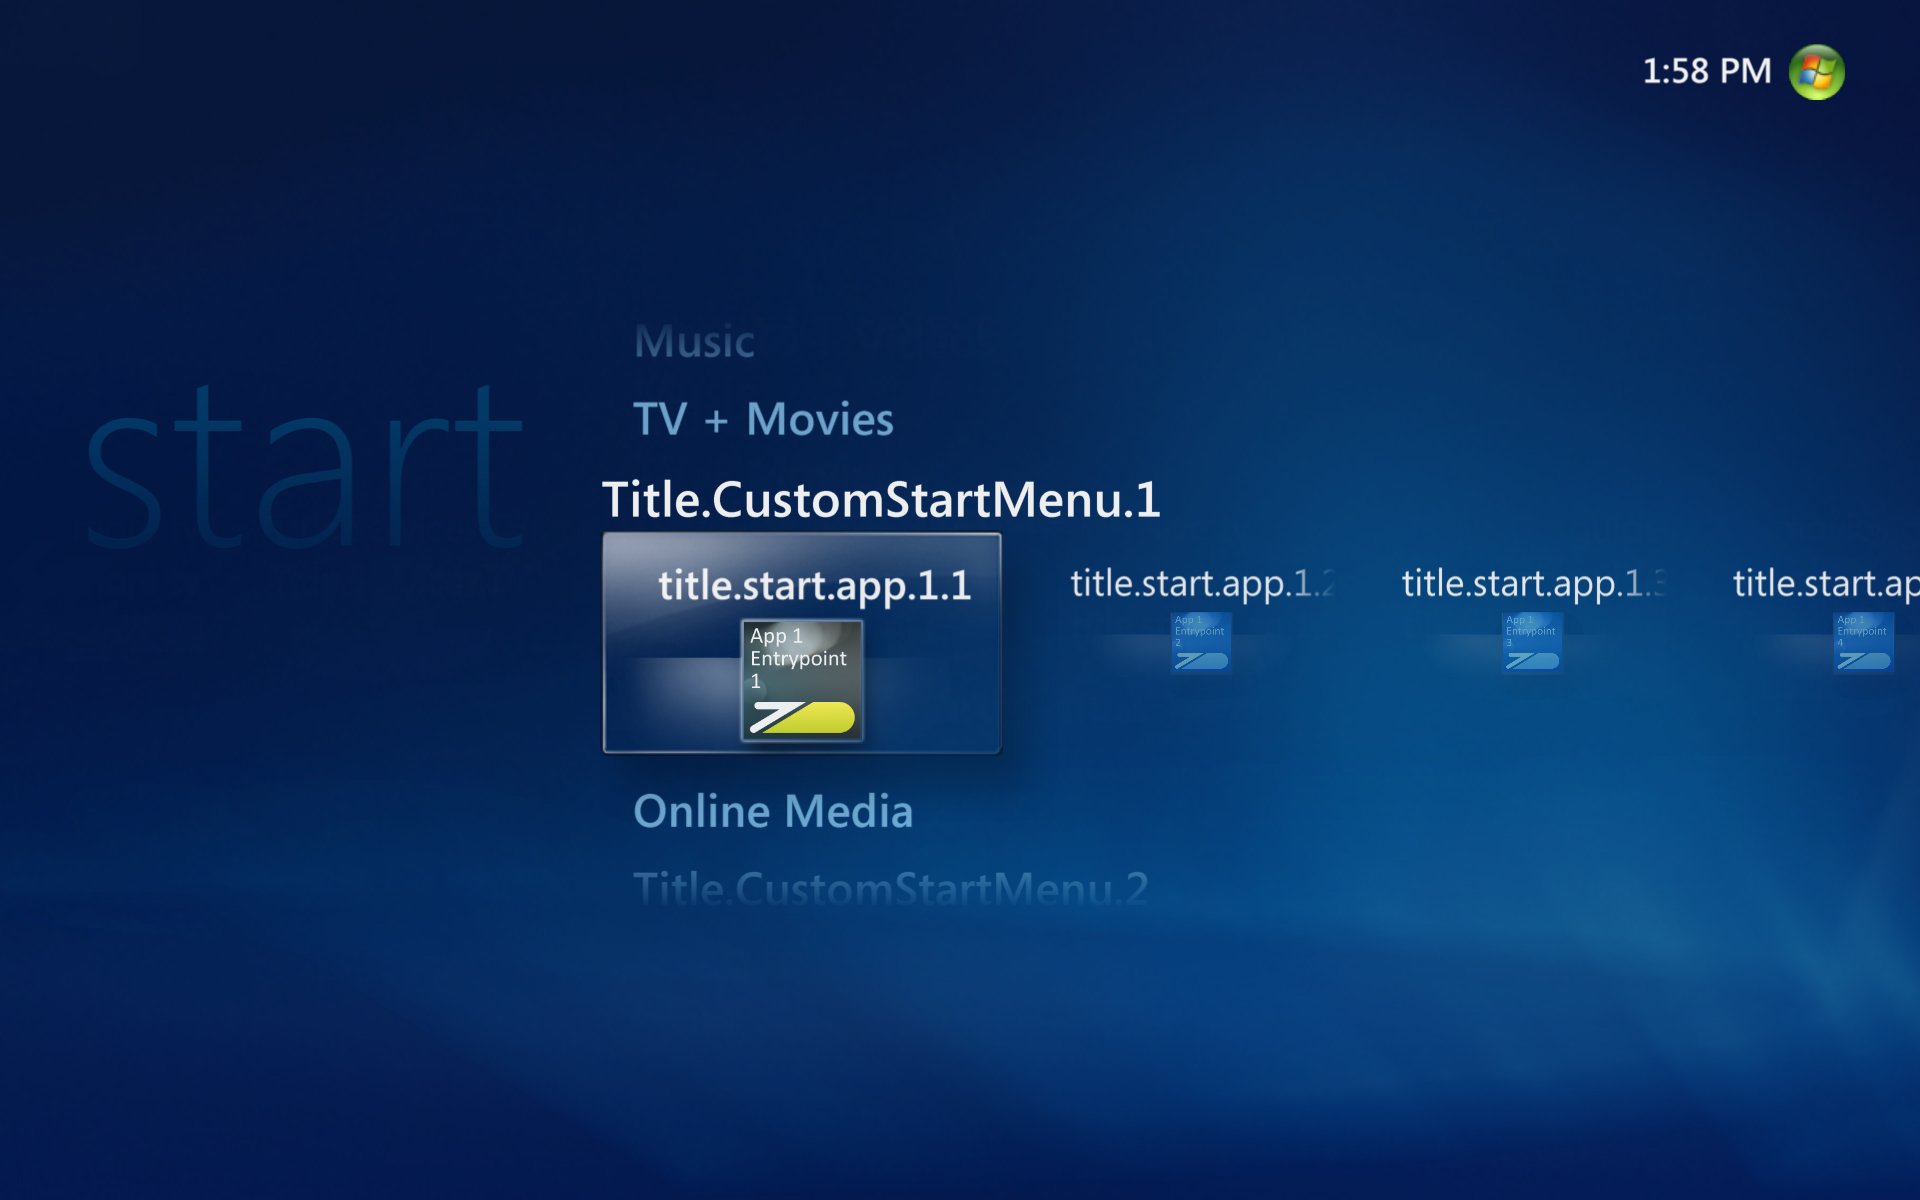 1:58 PM
start
Music
TV + Movies
Title.CustomStartMenu.1
title.start.app.1.1
App 1
Entrypoint
1
title.start.app.1.2
App 1
Entrypoint
2
title.start.app.1.3
App 1
Entrypoint
3
title.start.ap
App 1
Entrypoint
4
Online Media
Title.CustomStartMenu.2